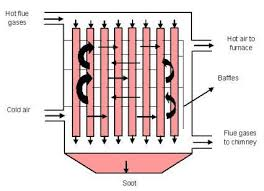 Hot flue
gases
Hot air to
furnace
Baffles
Cold air
Flue gases
to chimney
Soot